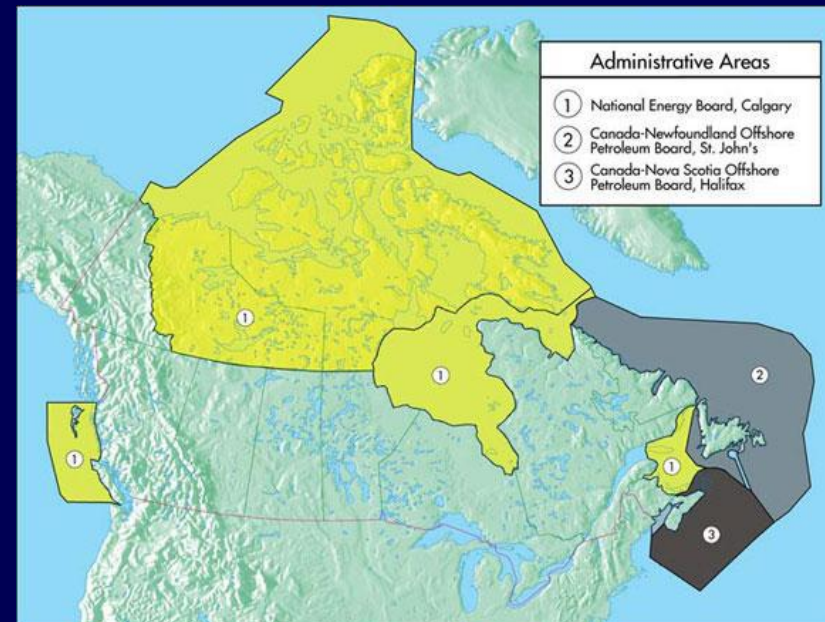 Administrative Areas
1 National Energy Board, Calgary
2 Canada-Newfoundland Offshore
Petroleum Board, St. John's
3 Canada-Nova Scotia Offshore
Petroleum Board, Halifax
1
1
2
1
1
3